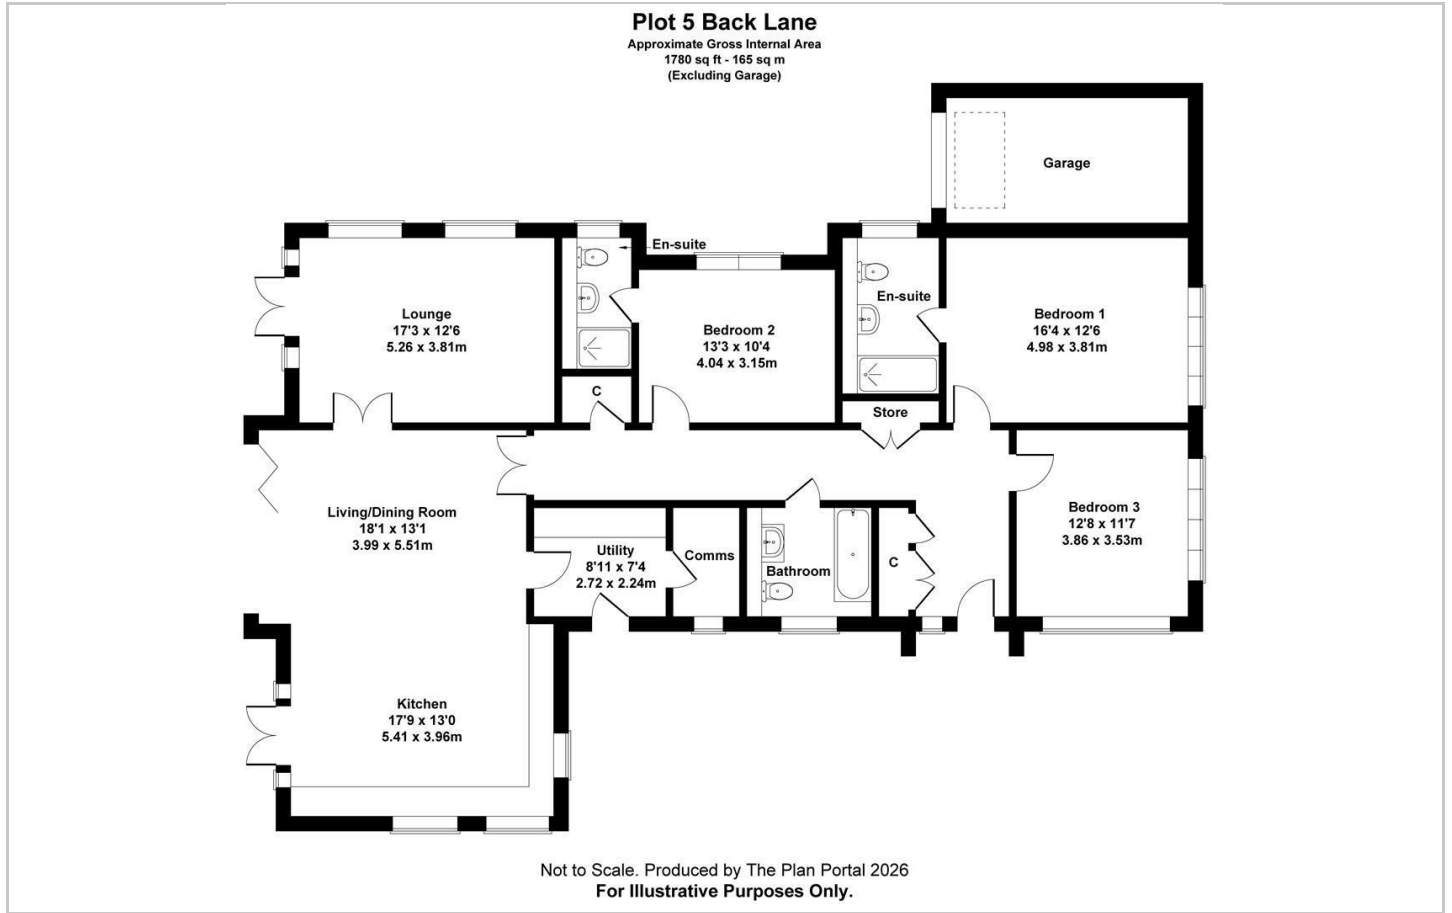 Plot 5 Back Lane
Approximate Gross Internal Area
1780 sq ft - 165 sq m
(Excluding Garage)
Garage
En-suite
Lounge
17'3 x 12'6
5.26 x 3.81m
Bedroom 2
13'3 x 10'4
4.04 x 3.15m
En-suite
Bedroom 1
16'4 x 12'6
4.98 x 3.81m
C
Store
Living/Dining Room
18'1 x 13'1
3.99 x 5.51m
Utility
8'11 x 7'4
2.72 x 2.24m
Comms
Bathroom
C
Bedroom 3
12'8 x 11'7
3.86 x 3.53m
Kitchen
17'9 x 13'0
5.41 x 3.96m
Not to Scale. Produced by The Plan Portal 2026
For Illustrative Purposes Only.